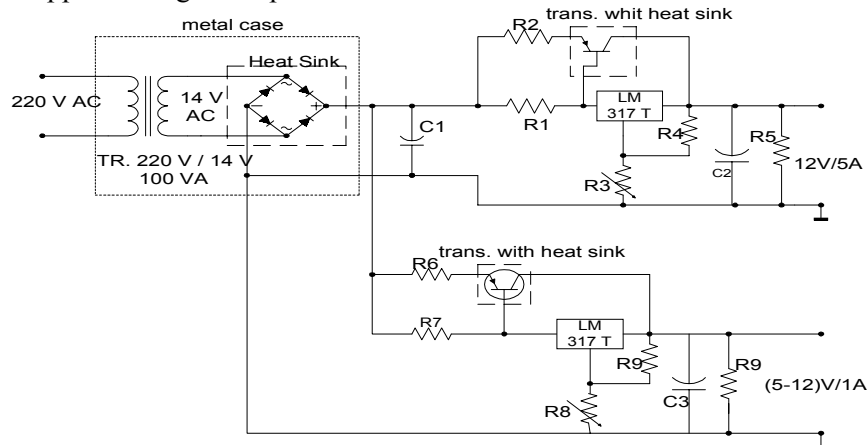 metal case
Heat Sink
220 V AC
14 V
AC
~
−
+
~
TR. 220 V / 14 V
100 VA
trans. whit heat sink
R2
R1
LM
317 T
C1
R4
R3
C2
R5
12V/5A
trans. with heat sink
R6
R7
LM
317 T
R9
R8
C3
R9
(5-12)V/1A